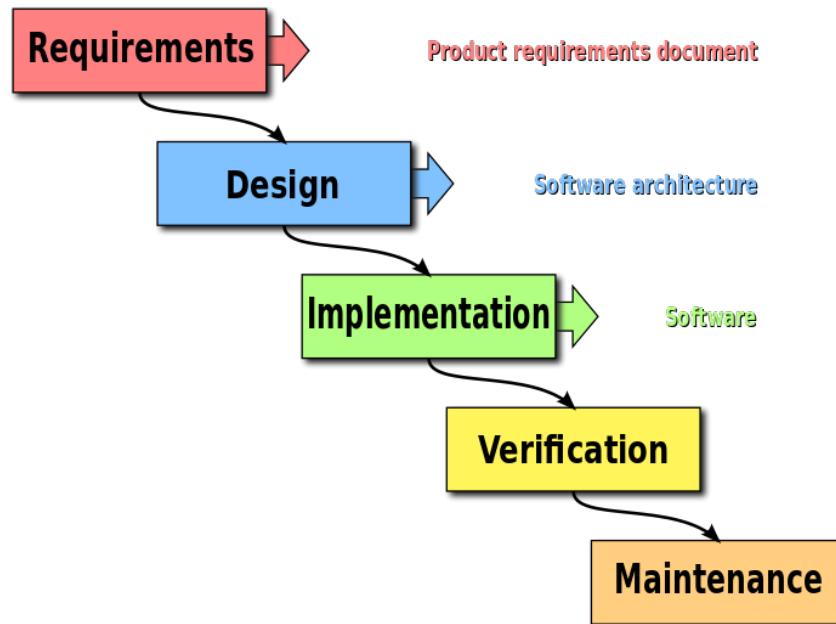 Requirements
Product requirements document
Design
Software architecture
Implementation
Software
Verification
Maintenance